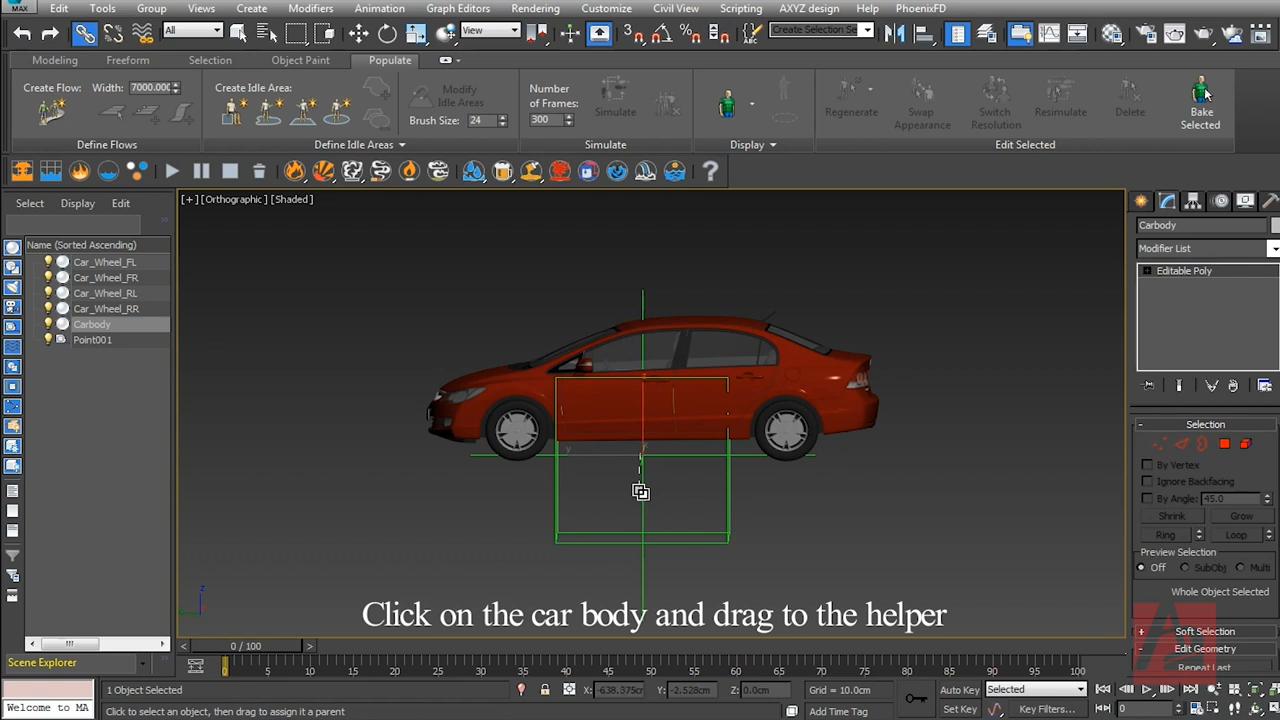 MAX Edit Tools Group Views Create Modifiers Animation Graph Editors Rendering Customize Civil View Scripting AXYZ design Help PhoenixFD
All View Create Selection Se
Modeling Freeform Selection Object Paint Populate
Create Flow: Width: 7000.000 Create Idle Area: Modify Idle Areas Number of Frames: Simulate Regenerate Swap Appearance Switch Resolution Resimulate Delete Bake Selected
Brush Size: 24 300
Define Flows Define Idle Areas Simulate Display Edit Selected
Select Display Edit
[+][Orthographic][Shaded]
Name (Sorted Ascending)
Car_Wheel_FL
Car_Wheel_FR
Car_Wheel_RL
Car_Wheel_RR
Carbody
Point001
Carbody
Modifier List
Editable Poly
Selection
By Vertex
Ignore Backfacing
By Angle: 45.0
Shrink Grow
Ring Loop
Preview Selection
Off SubObj Multi
Whole Object Selected
Soft Selection
Edit Geometry
Repeat Last
y x
z
Click on the car body and drag to the helper
0 / 100
Scene Explorer
0 5 10 15 20 25 30 35 40 45 50 55 60 65 70 75 80 85 90 95 100
1 Object Selected X: -638.375cm Y: -2.528cm Z: 0.0cm Grid = 10.0cm Auto Key Selected
Welcome to MA Click to select an object, then drag to assign it a parent Add Time Tag Set Key Key Filters... 0